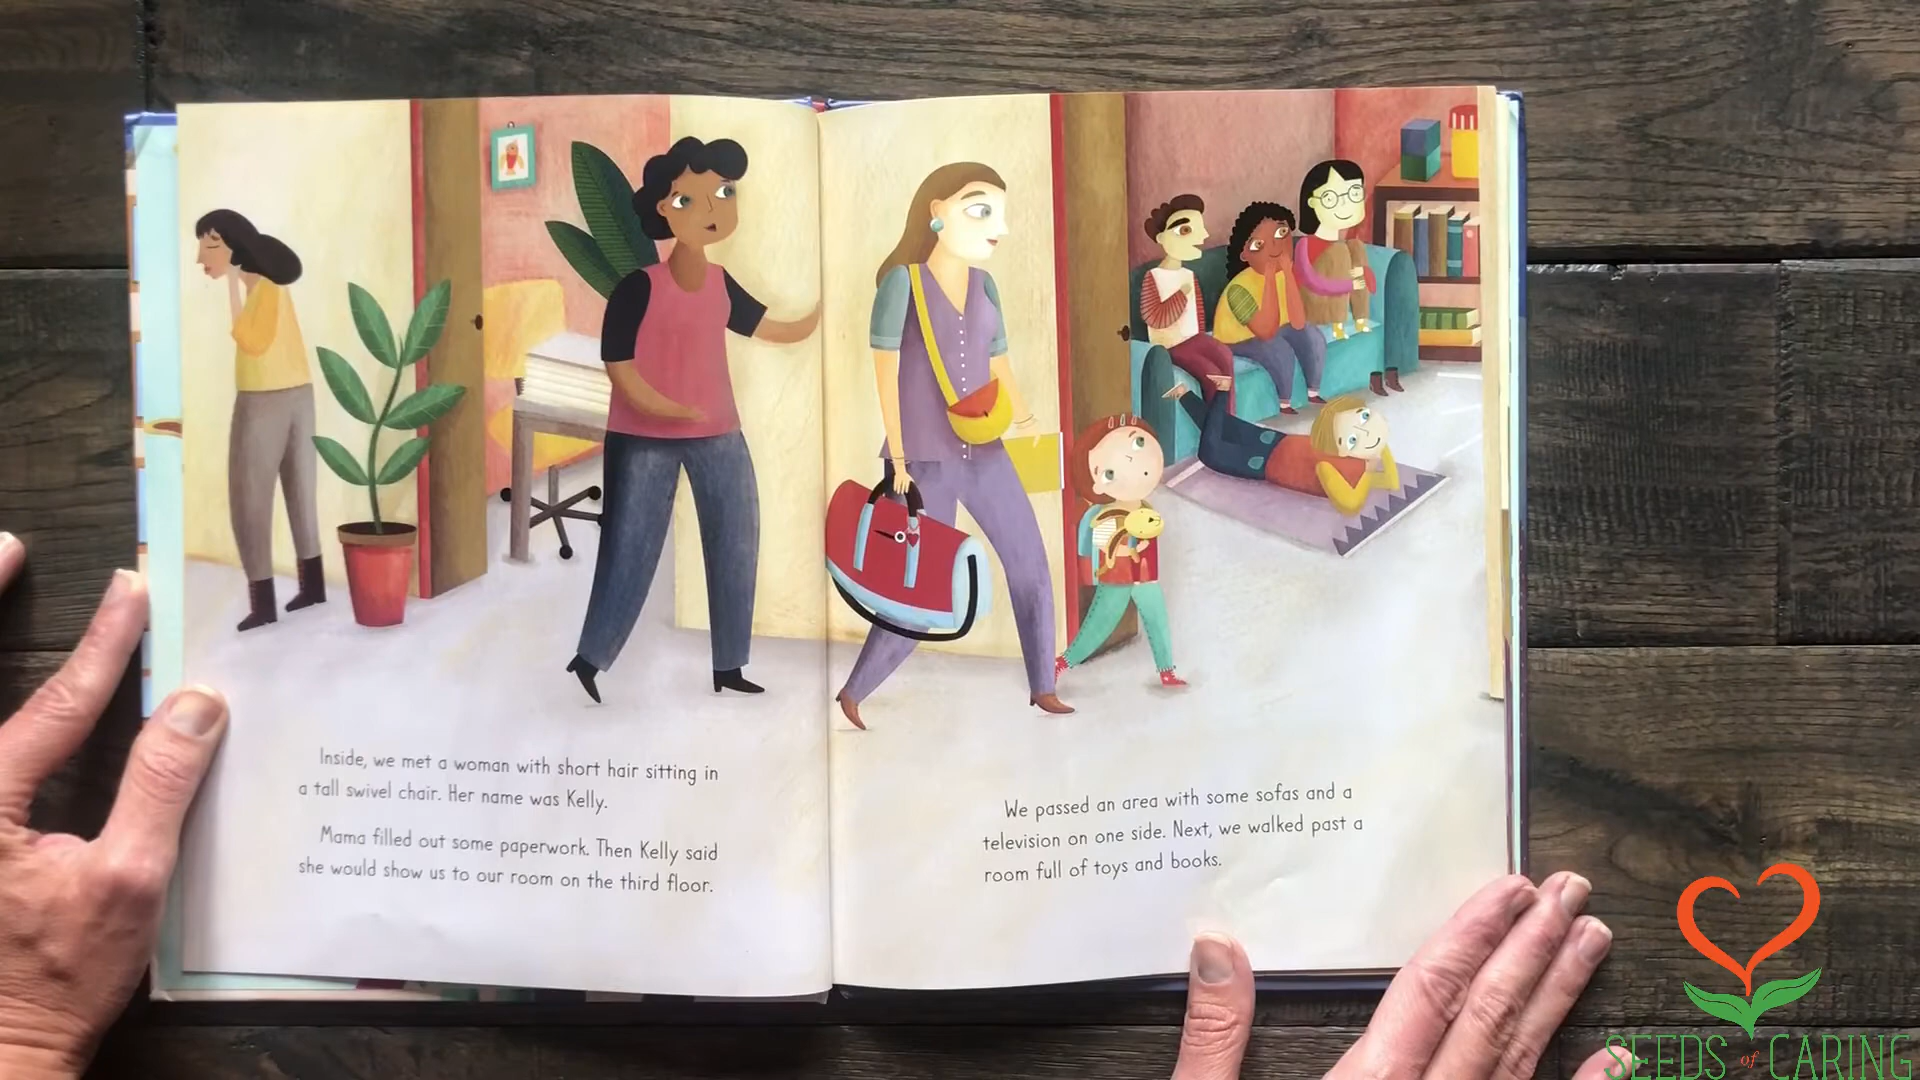 Inside, we met a woman with short hair sitting in
a tall swivel chair. Her name was Kelly.
Mama filled out some paperwork. Then Kelly said
she would show us to our room on the third floor.
We passed an area with some sofas and a
television on one side. Next, we walked past a
room full of toys and books.
SEEDS of CARING